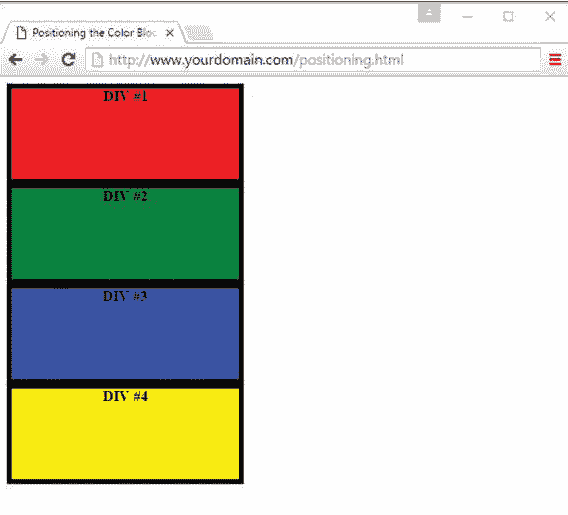 Positioning the Color Bloc
http://www.yourdomain.com/positioning.html
DIV #1
DIV #2
DIV #3
DIV #4